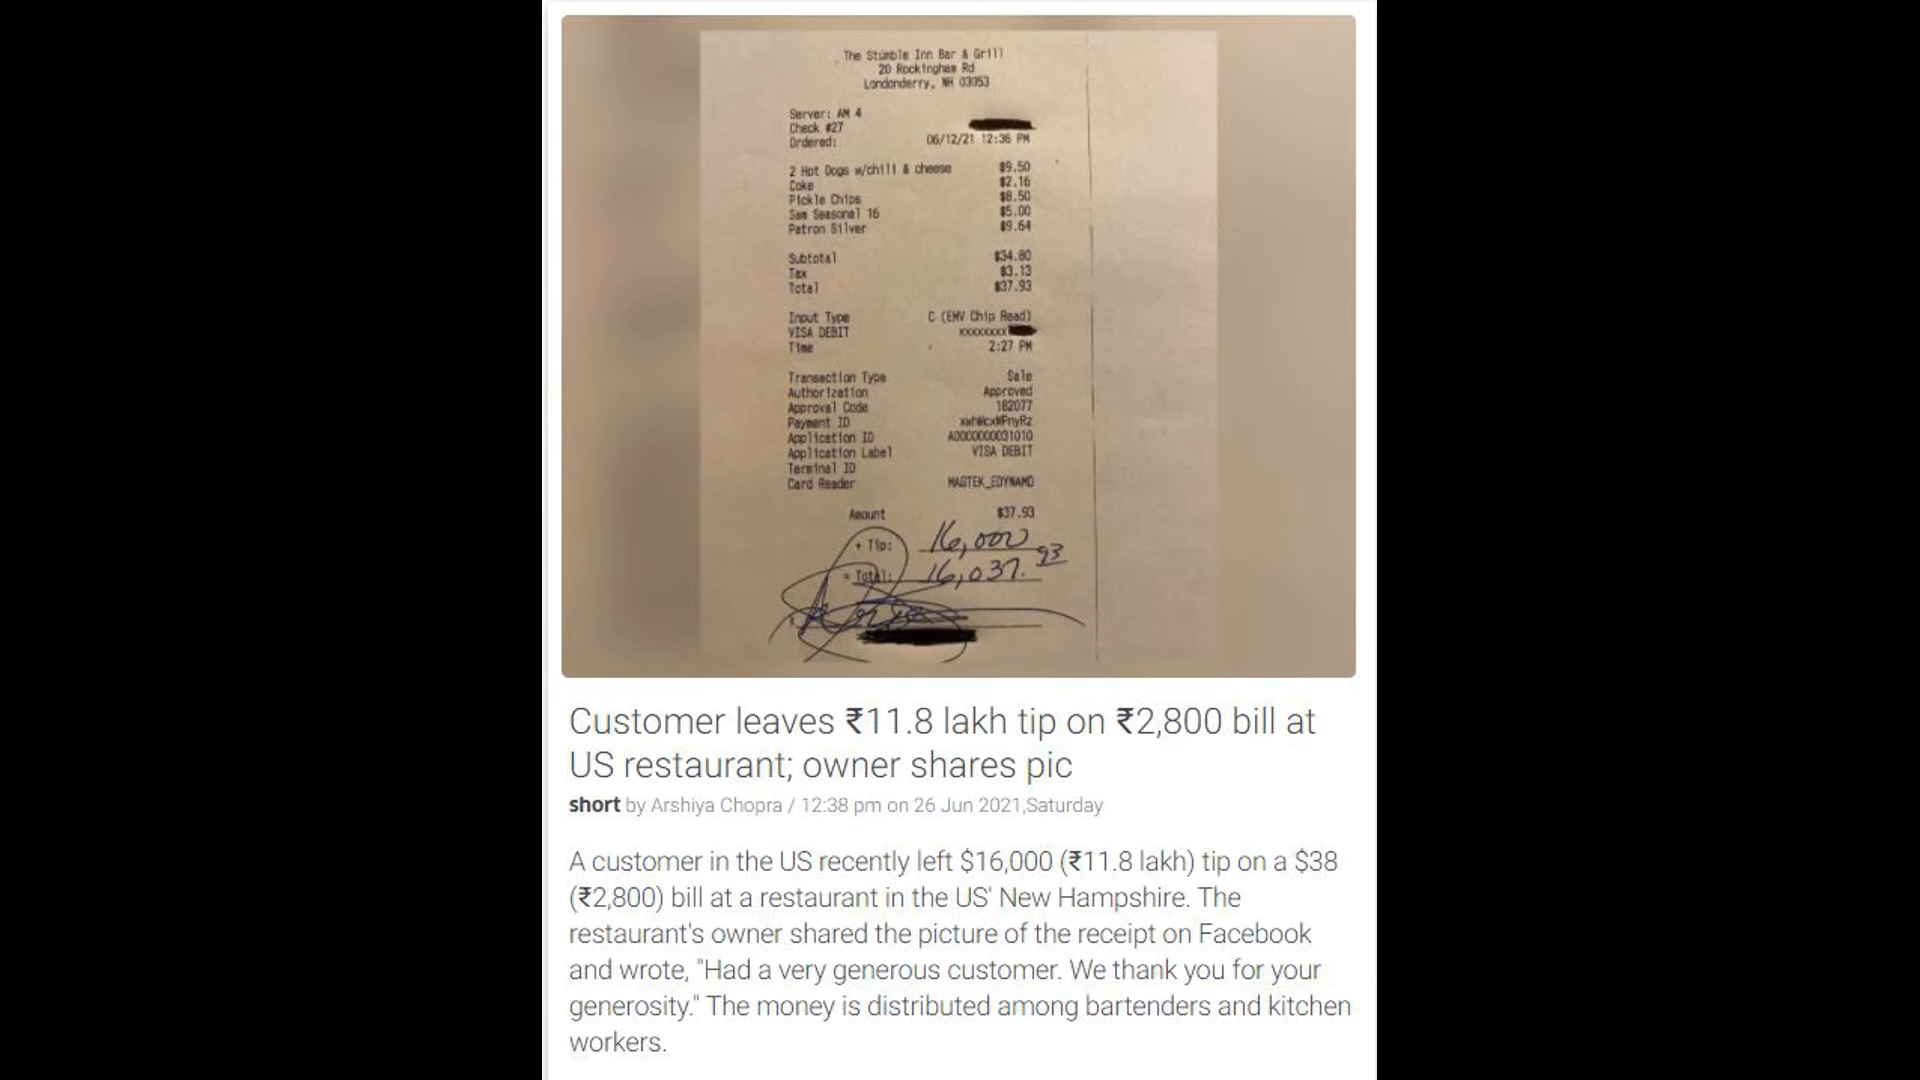 The Stumble Inn Bar & Grill
20 Rockingham Rd
Londonderry, NH 03053
Server: AM 4
Check #27
Ordered: 06/12/21 12:36 PM
2 Hot Dogs w/chili & cheese $9.50
Coke $2.16
Pickle Chips $8.50
Sam Seasonal 16 $5.00
Patron Silver $9.64
Subtotal $34.80
Tax $3.13
Total $37.93
Input Type C (EMV Chip Read)
VISA DEBIT xxxxxxxx
Time 2:27 PM
Transaction Type Sale
Authorization Approved
Approval Code 182077
Payment ID
Application ID A0000000031010
Application Label VISA DEBIT
Terminal ID
Card Reader MAGTEK_EDYNAMO
Amount $37.93
+ Tip: 16,000
= Total: 16,037.93
Customer leaves ₹11.8 lakh tip on ₹2,800 bill at
US restaurant; owner shares pic
short by Arshiya Chopra / 12:38 pm on 26 Jun 2021,Saturday
A customer in the US recently left $16,000 (₹11.8 lakh) tip on a $38
(₹2,800) bill at a restaurant in the US' New Hampshire. The
restaurant's owner shared the picture of the receipt on Facebook
and wrote, "Had a very generous customer. We thank you for your
generosity." The money is distributed among bartenders and kitchen
workers.